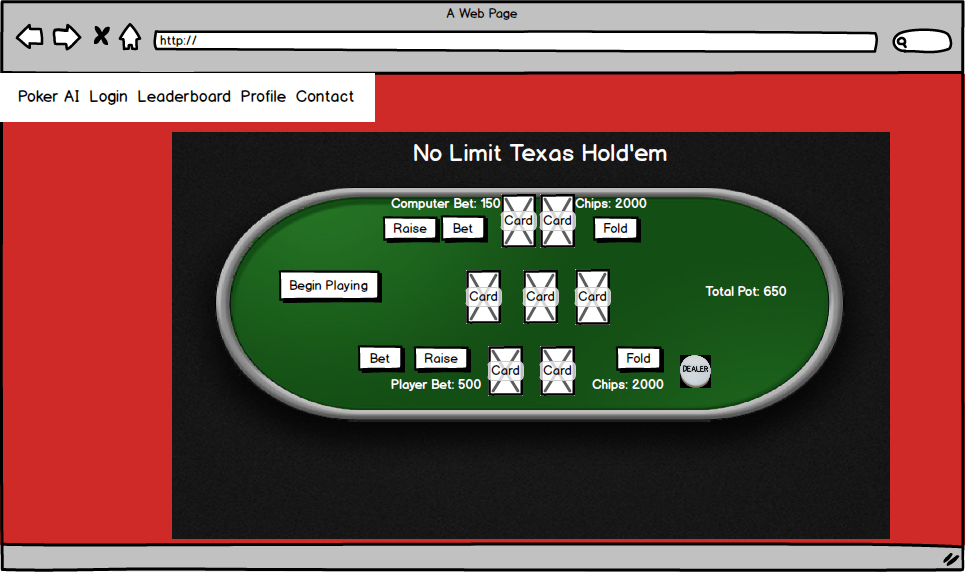 A Web Page
http://
Poker AI Login Leaderboard Profile Contact
No Limit Texas Hold'em
Computer Bet: 150 Chips: 2000
Raise Bet Card Card Fold
Begin Playing Card Card Card Total Pot: 650
Bet Raise Card Card Fold DEALER
Player Bet: 500 Chips: 2000